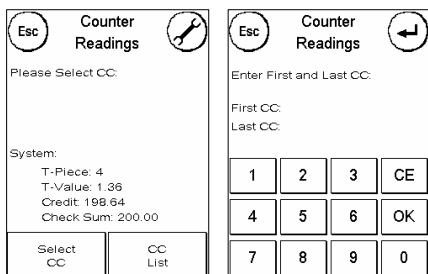 Esc
Counter
Readings
Please Select CC:
System:
T-Piece: 4
T-Value: 1.36
Credit: 198.64
Check Sum: 200.00
Select
CC
CC
List
Esc
Counter
Readings
Enter First and Last CC:
First CC:
Last CC:
1 2 3 CE
4 5 6 OK
7 8 9 0